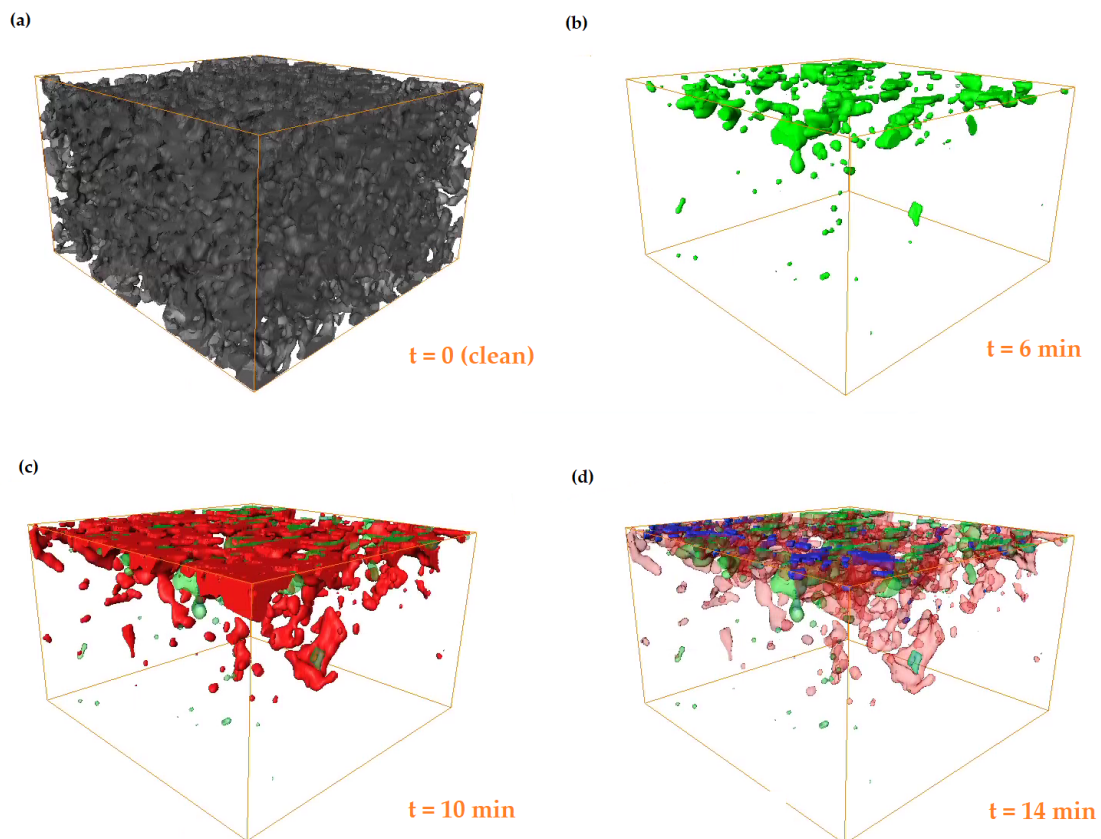 (a)
(b)
t = 0 (clean)
t = 6 min
(c)
(d)
t = 10 min
t = 14 min